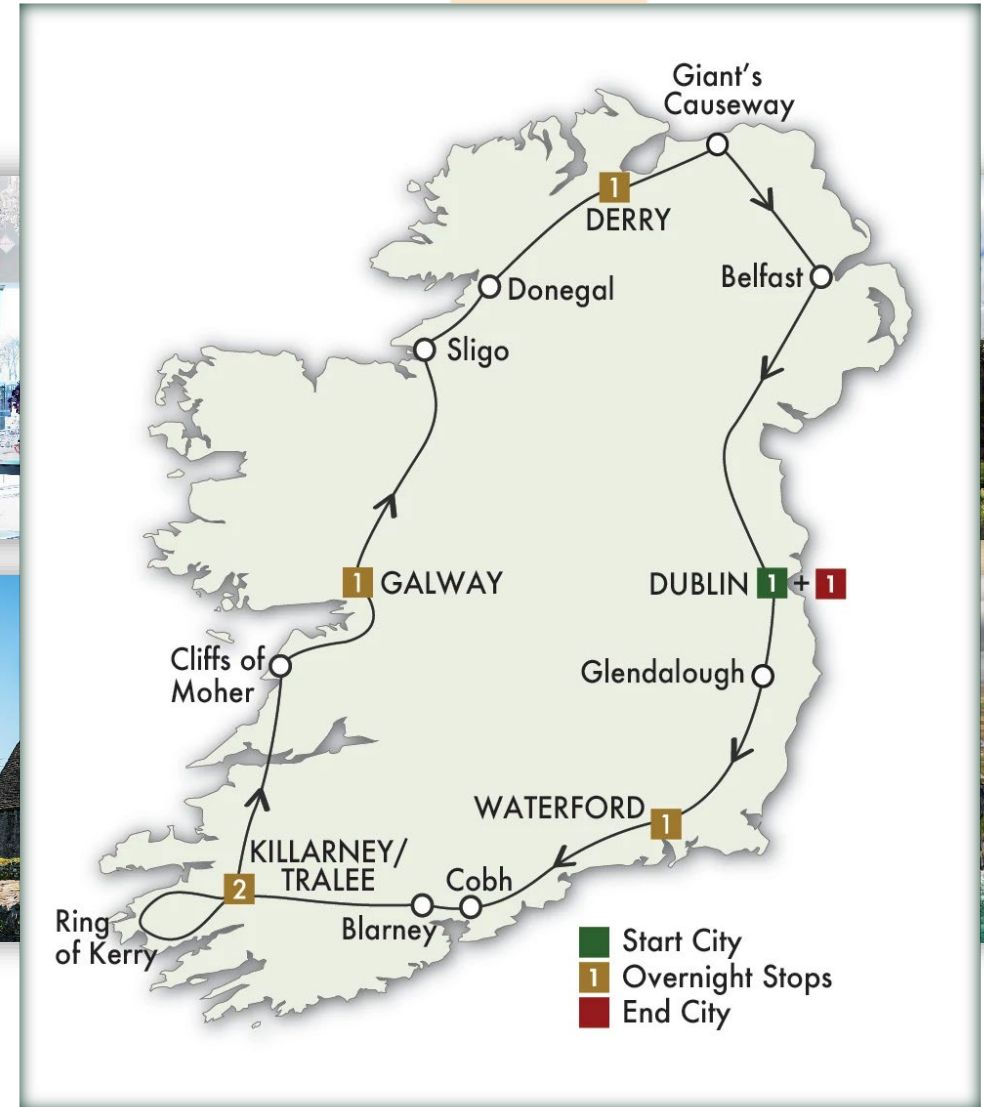 Giant's
Causeway
1
DERRY
Belfast
Donegal
Sligo
1 GALWAY
DUBLIN 1 + 1
Cliffs of
Moher
Glendalough
WATERFORD
1
KILLARNEY/
TRALEE
2
Cobh
Blarney
Ring
of Kerry
Start City
1 Overnight Stops
End City